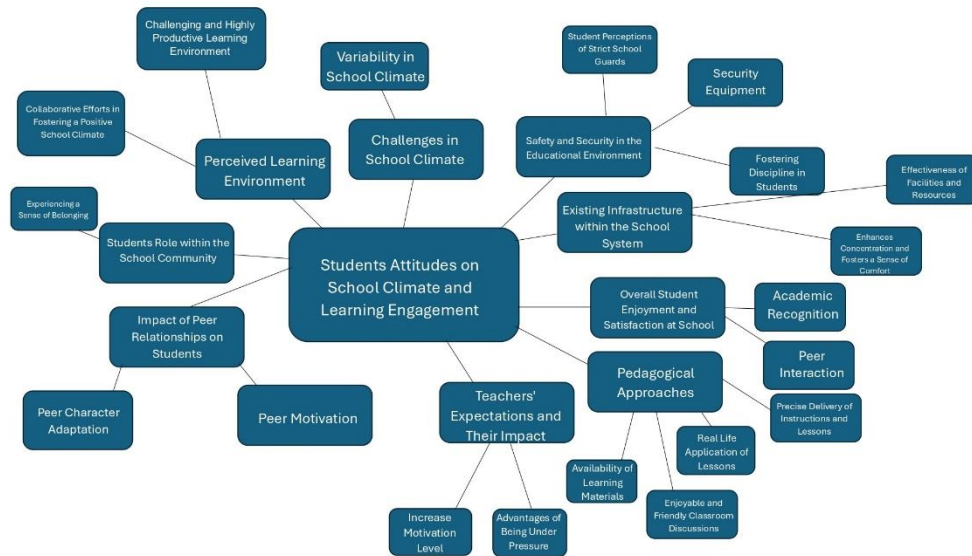 Challenging and Highly
Productive Learning
Environment
Variability in
School Climate
Student Perceptions
of Strict School
Guards
Security
Equipment
Collaborative Efforts in
Fostering a Positive
School Climate
Perceived Learning
Environment
Challenges in
School Climate
Safety and Security in the
Educational Environment
Fostering
Discipline in
Students
Effectiveness of
Facilities and
Resources
Experiencing a
Sense of Belonging
Students Role within the
School Community
Students Attitudes on
School Climate and
Learning Engagement
Existing Infrastructure
within the School
System
Enhances Concentration and
Fosters a Sense of
Comfort
Impact of Peer
Relationships on
Students
Overall Student
Enjoyment and
Satisfaction at School
Academic
Recognition
Peer
Interaction
Peer Character
Adaptation
Peer Motivation
Teachers'
Expectations and
Their Impact
Pedagogical
Approaches
Precise Delivery of
Instructions and
Lessons
Real Life
Application of
Lessons
Availability of
Learning
Materials
Enjoyable and
Friendly Classroom
Discussions
Increase
Motivation
Level
Advantages of
Being Under
Pressure